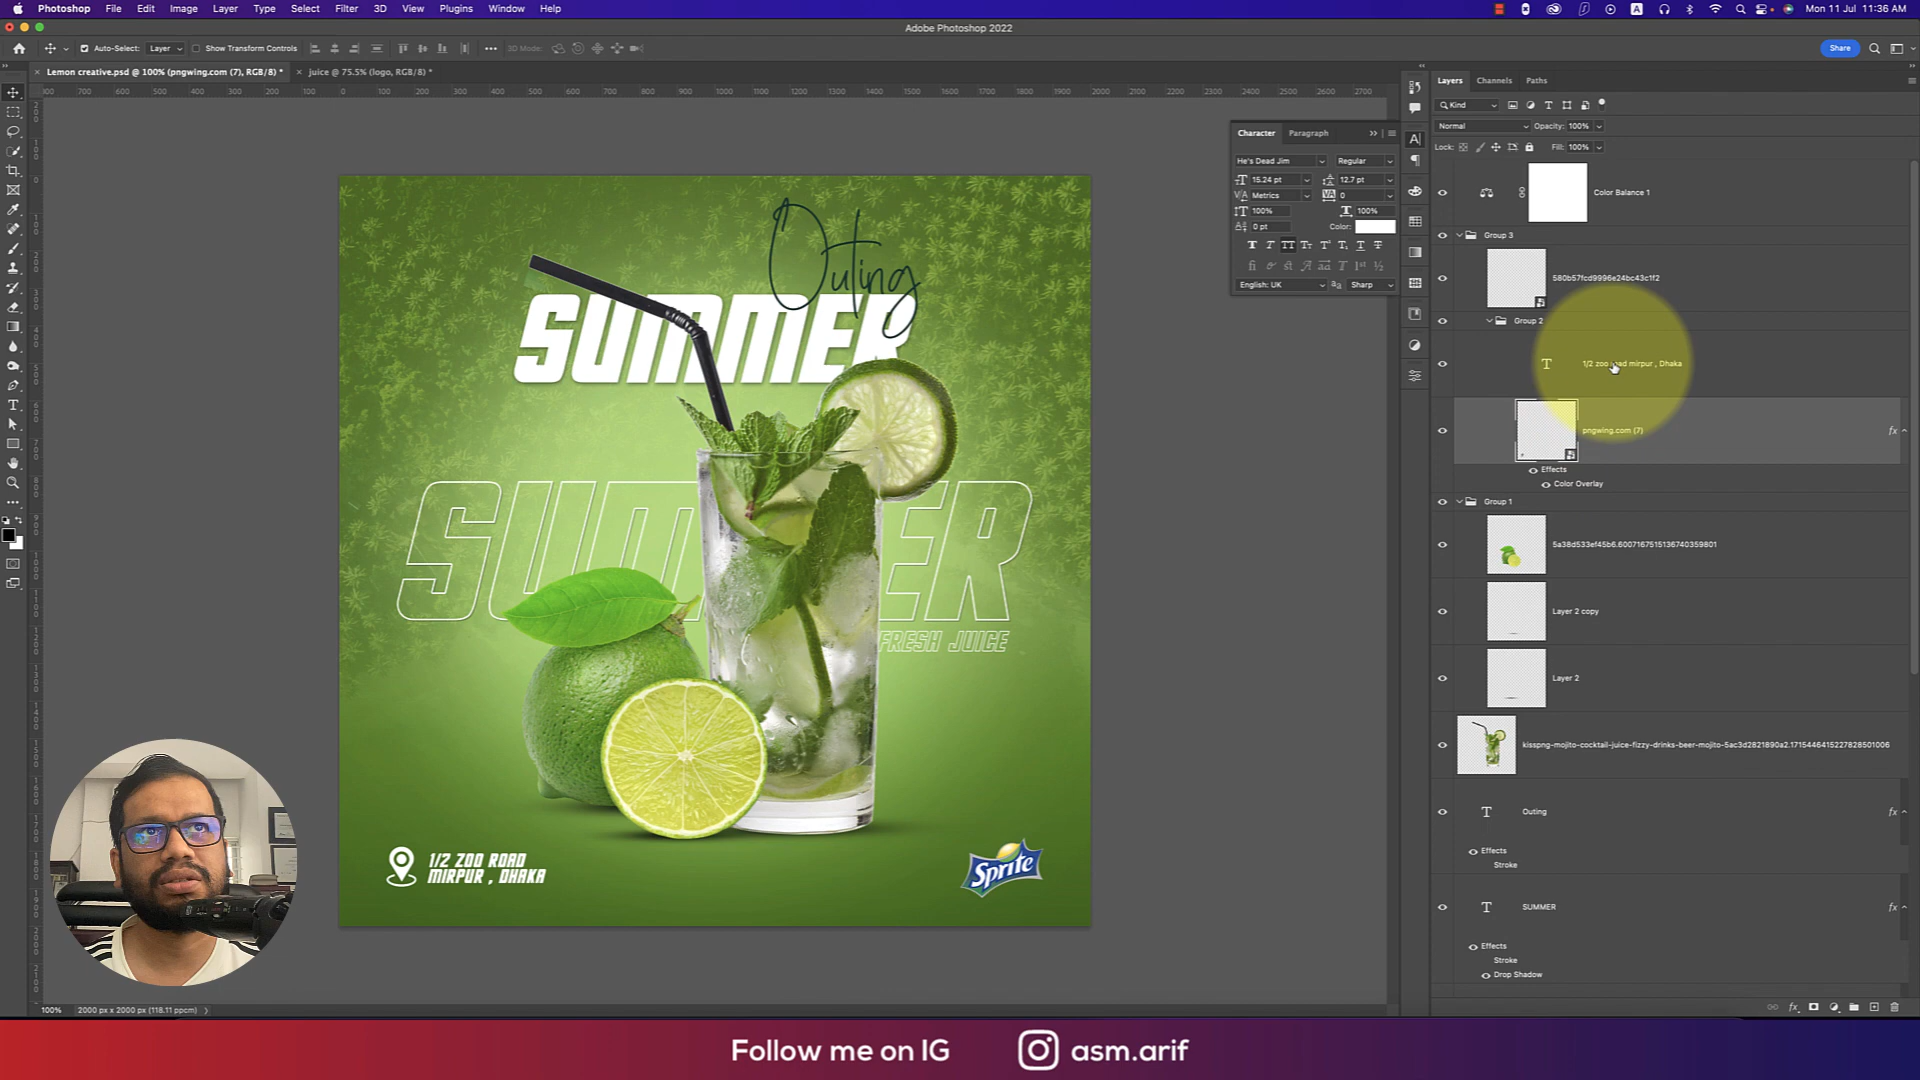 Photoshop File Edit Image Layer Type Select Filter 3D View Plugins Window Help
Mon 11 Jul 11:36 AM
Adobe Photoshop 2022
Auto-Select: Layer Show Transform Controls 3D Mode: Share
Lemon creative.psd @ 100% (pngwing.com (7), RGB/8) *
juice @ 75.5% (logo, RGB/8) *
Outing
SUMMER
SUMMER
FRESH JUICE
1/2 ZOO ROAD
MIRPUR , DHAKA
Sprite
100% 2000 px x 2000 px (118.11 ppcm)
Character Paragraph
He's Dead Jim Regular
15.24 pt 12.7 pt
Metrics 0
100% 100%
0 pt Color:
English: UK Sharp
Layers Channels Paths
Kind
Normal Opacity: 100%
Lock: Fill: 100%
Color Balance 1
Group 3
580b57fcd9996e24bc43c1f2
Group 2
1/2 zoo road mirpur , Dhaka
pngwing.com (7)
fx
Effects
Color Overlay
Group 1
5a38d533ef45b6.6007167515136740359801
Layer 2 copy
Layer 2
kisspng-mojito-cocktail-juice-fizzy-drinks-beer-mojito-5ac3d2821890a2.1715446415227828501006
Outing
fx
Effects
Stroke
SUMMER
fx
Effects
Stroke
Drop Shadow
Follow me on IG asm.arif